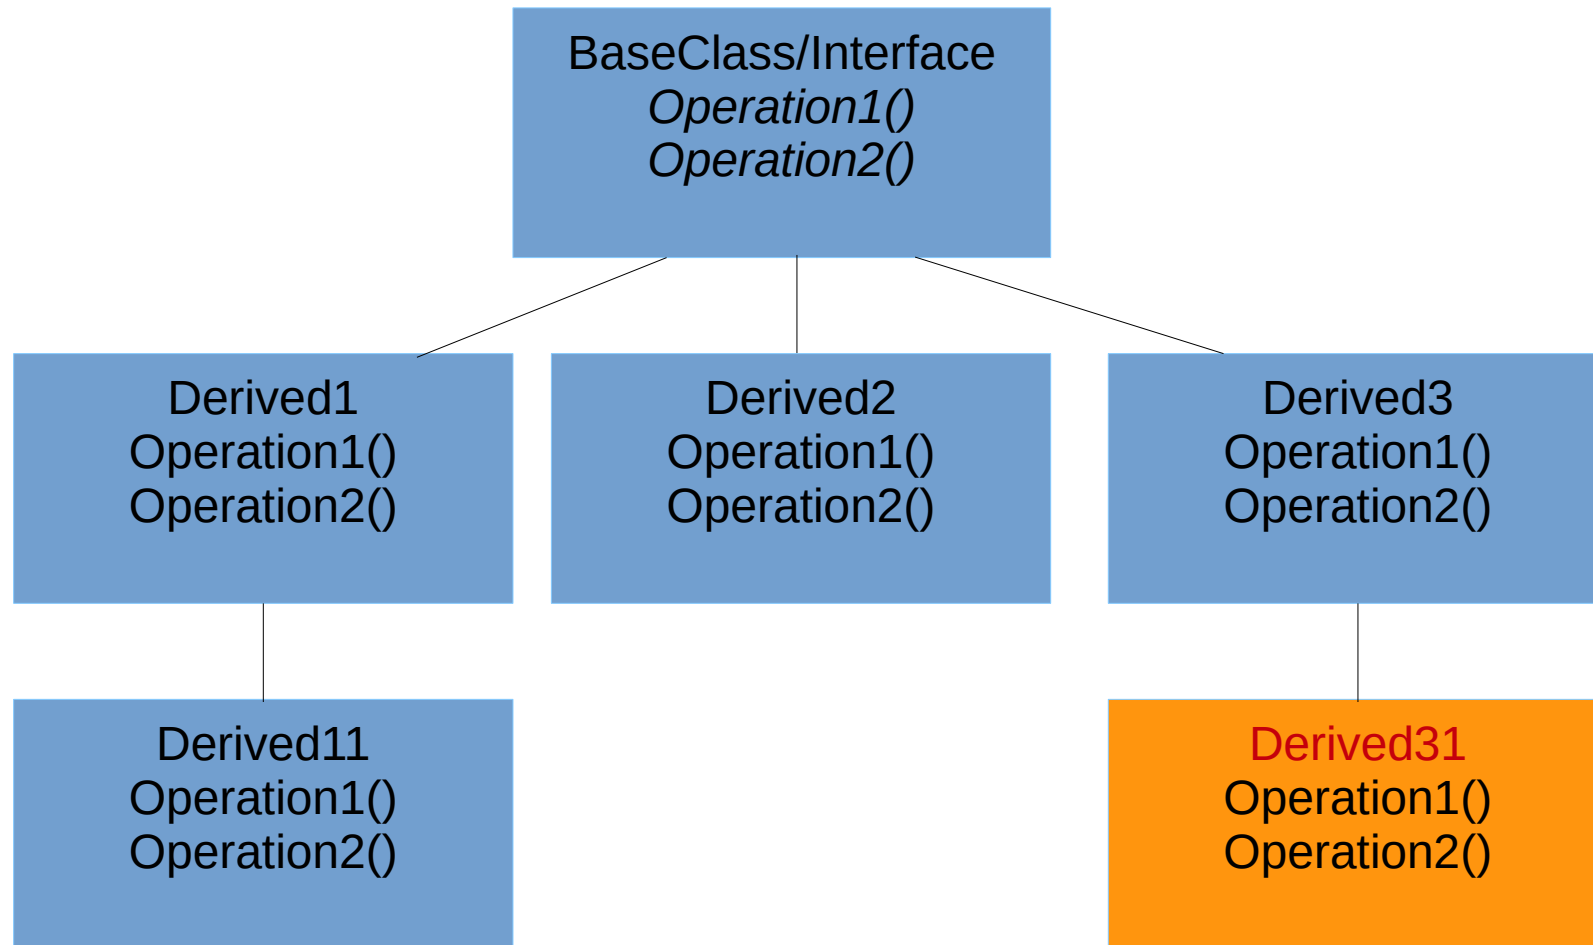 BaseClass/Interface
Operation1()
Operation2()
Derived1
Operation1()
Operation2()
Derived2
Operation1()
Operation2()
Derived3
Operation1()
Operation2()
Derived11
Operation1()
Operation2()
Derived31
Operation1()
Operation2()